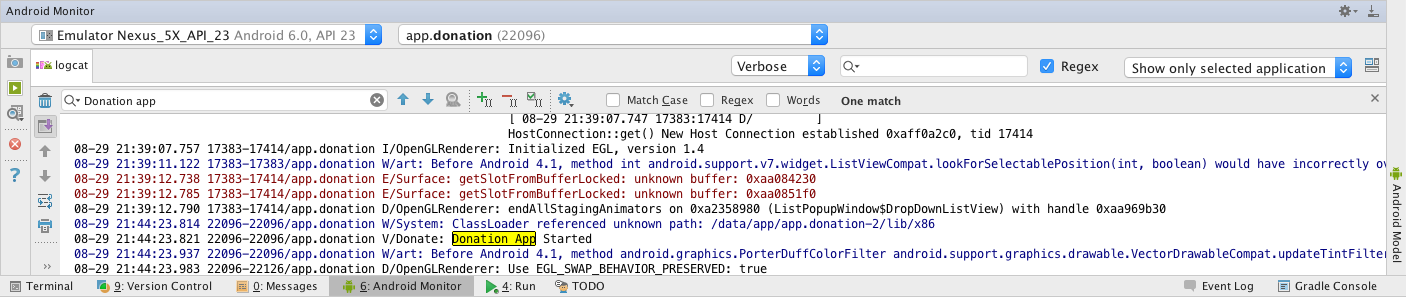 Android Monitor
Emulator Nexus_5X_API_23 Android 6.0, API 23 app.donation (22096)
logcat Verbose Regex Show only selected application
Donation app Match Case Regex Words One match
[ 08-29 21:39:07.747 17383:17414 D/ ]
HostConnection::get() New Host Connection established 0xaff0a2c0, tid 17414
08-29 21:39:07.757 17383-17414/app.donation I/OpenGLRenderer: Initialized EGL, version 1.4
08-29 21:39:11.122 17383-17383/app.donation W/art: Before Android 4.1, method int android.support.v7.widget.ListViewCompat.lookForSelectablePosition(int, boolean) would have incorrectly ov
08-29 21:39:12.738 17383-17414/app.donation E/Surface: getSlotFromBufferLocked: unknown buffer: 0xaa084230
08-29 21:39:12.785 17383-17414/app.donation E/Surface: getSlotFromBufferLocked: unknown buffer: 0xaa0851f0
08-29 21:39:12.790 17383-17414/app.donation D/OpenGLRenderer: endAllStagingAnimators on 0xa2358980 (ListPopupWindow$DropDownListView) with handle 0xaa969b30
08-29 21:44:23.814 22096-22096/app.donation W/System: ClassLoader referenced unknown path: /data/app/app.donation-2/lib/x86
08-29 21:44:23.821 22096-22096/app.donation V/Donate: Donation App Started
08-29 21:44:23.937 22096-22096/app.donation W/art: Before Android 4.1, method android.graphics.PorterDuffColorFilter android.support.graphics.drawable.VectorDrawableCompat.updateTintFilter
08-29 21:44:23.983 22096-22126/app.donation D/OpenGLRenderer: Use EGL_SWAP_BEHAVIOR_PRESERVED: true
Android Model
Terminal 9: Version Control 0: Messages 6: Android Monitor 4: Run TODO Event Log Gradle Console